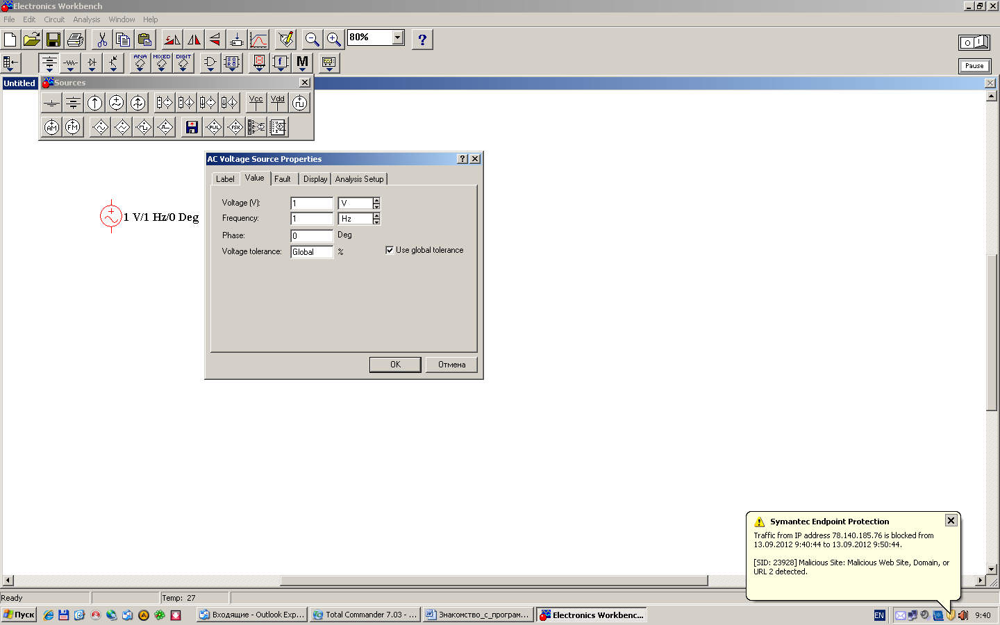 Electronics Workbench
File Edit Circuit Analysis Window Help
80%
?
O I
ANA MIXED DIGIT
f M
Pause
Untitled
Sources
Vcc Vdd
AM FM PWL FSK
AC Voltage Source Properties
Label Value Fault Display Analysis Setup
Voltage (V): 1 V
Frequency: 1 Hz
Phase: 0 Deg
Voltage tolerance: Global % Use global tolerance
1 V/1 Hz/0 Deg
OK Отмена
Symantec Endpoint Protection
Traffic from IP address 78.140.185.76 is blocked from
13.09.2012 9:40:44 to 13.09.2012 9:50:44.
[SID: 23928] Malicious Site: Malicious Web Site, Domain, or
URL 2 detected.
Ready Temp: 27
Пуск Входящие - Outlook Exp... Total Commander 7.03 - ... Знакомство_с_програм... Electronics Workbenc... EN 9:40